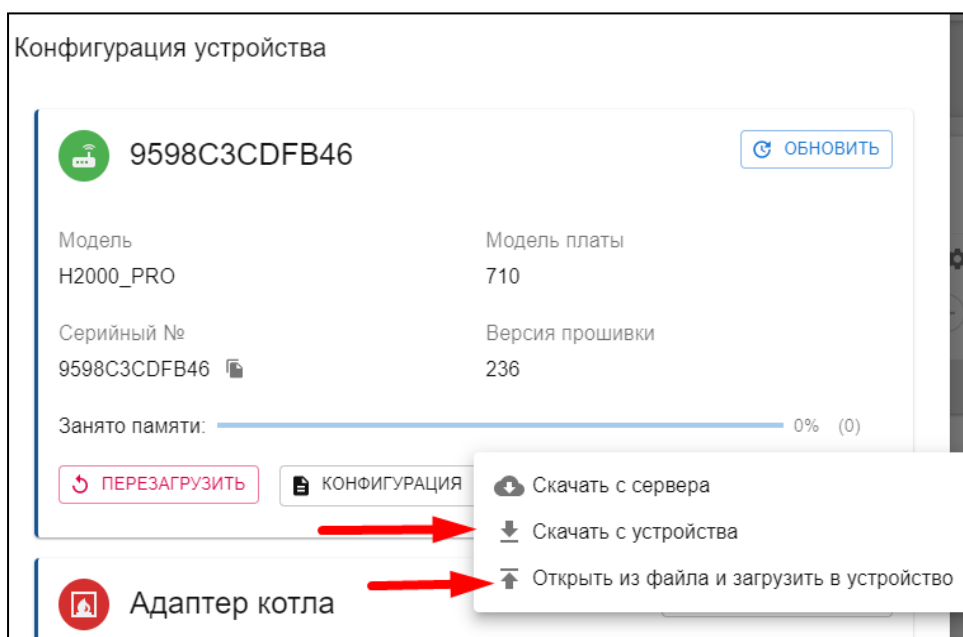 Конфигурация устройства
9598C3CDFB46
ОБНОВИТЬ
Модель
Модель платы
H2000_PRO
710
Серийный №
Версия прошивки
9598C3CDFB46
236
Занято памяти:
0% (0)
ПЕРЕЗАГРУЗИТЬ
КОНФИГУРАЦИЯ
Скачать с сервера
Скачать с устройства
Открыть из файла и загрузить в устройство
Адаптер котла